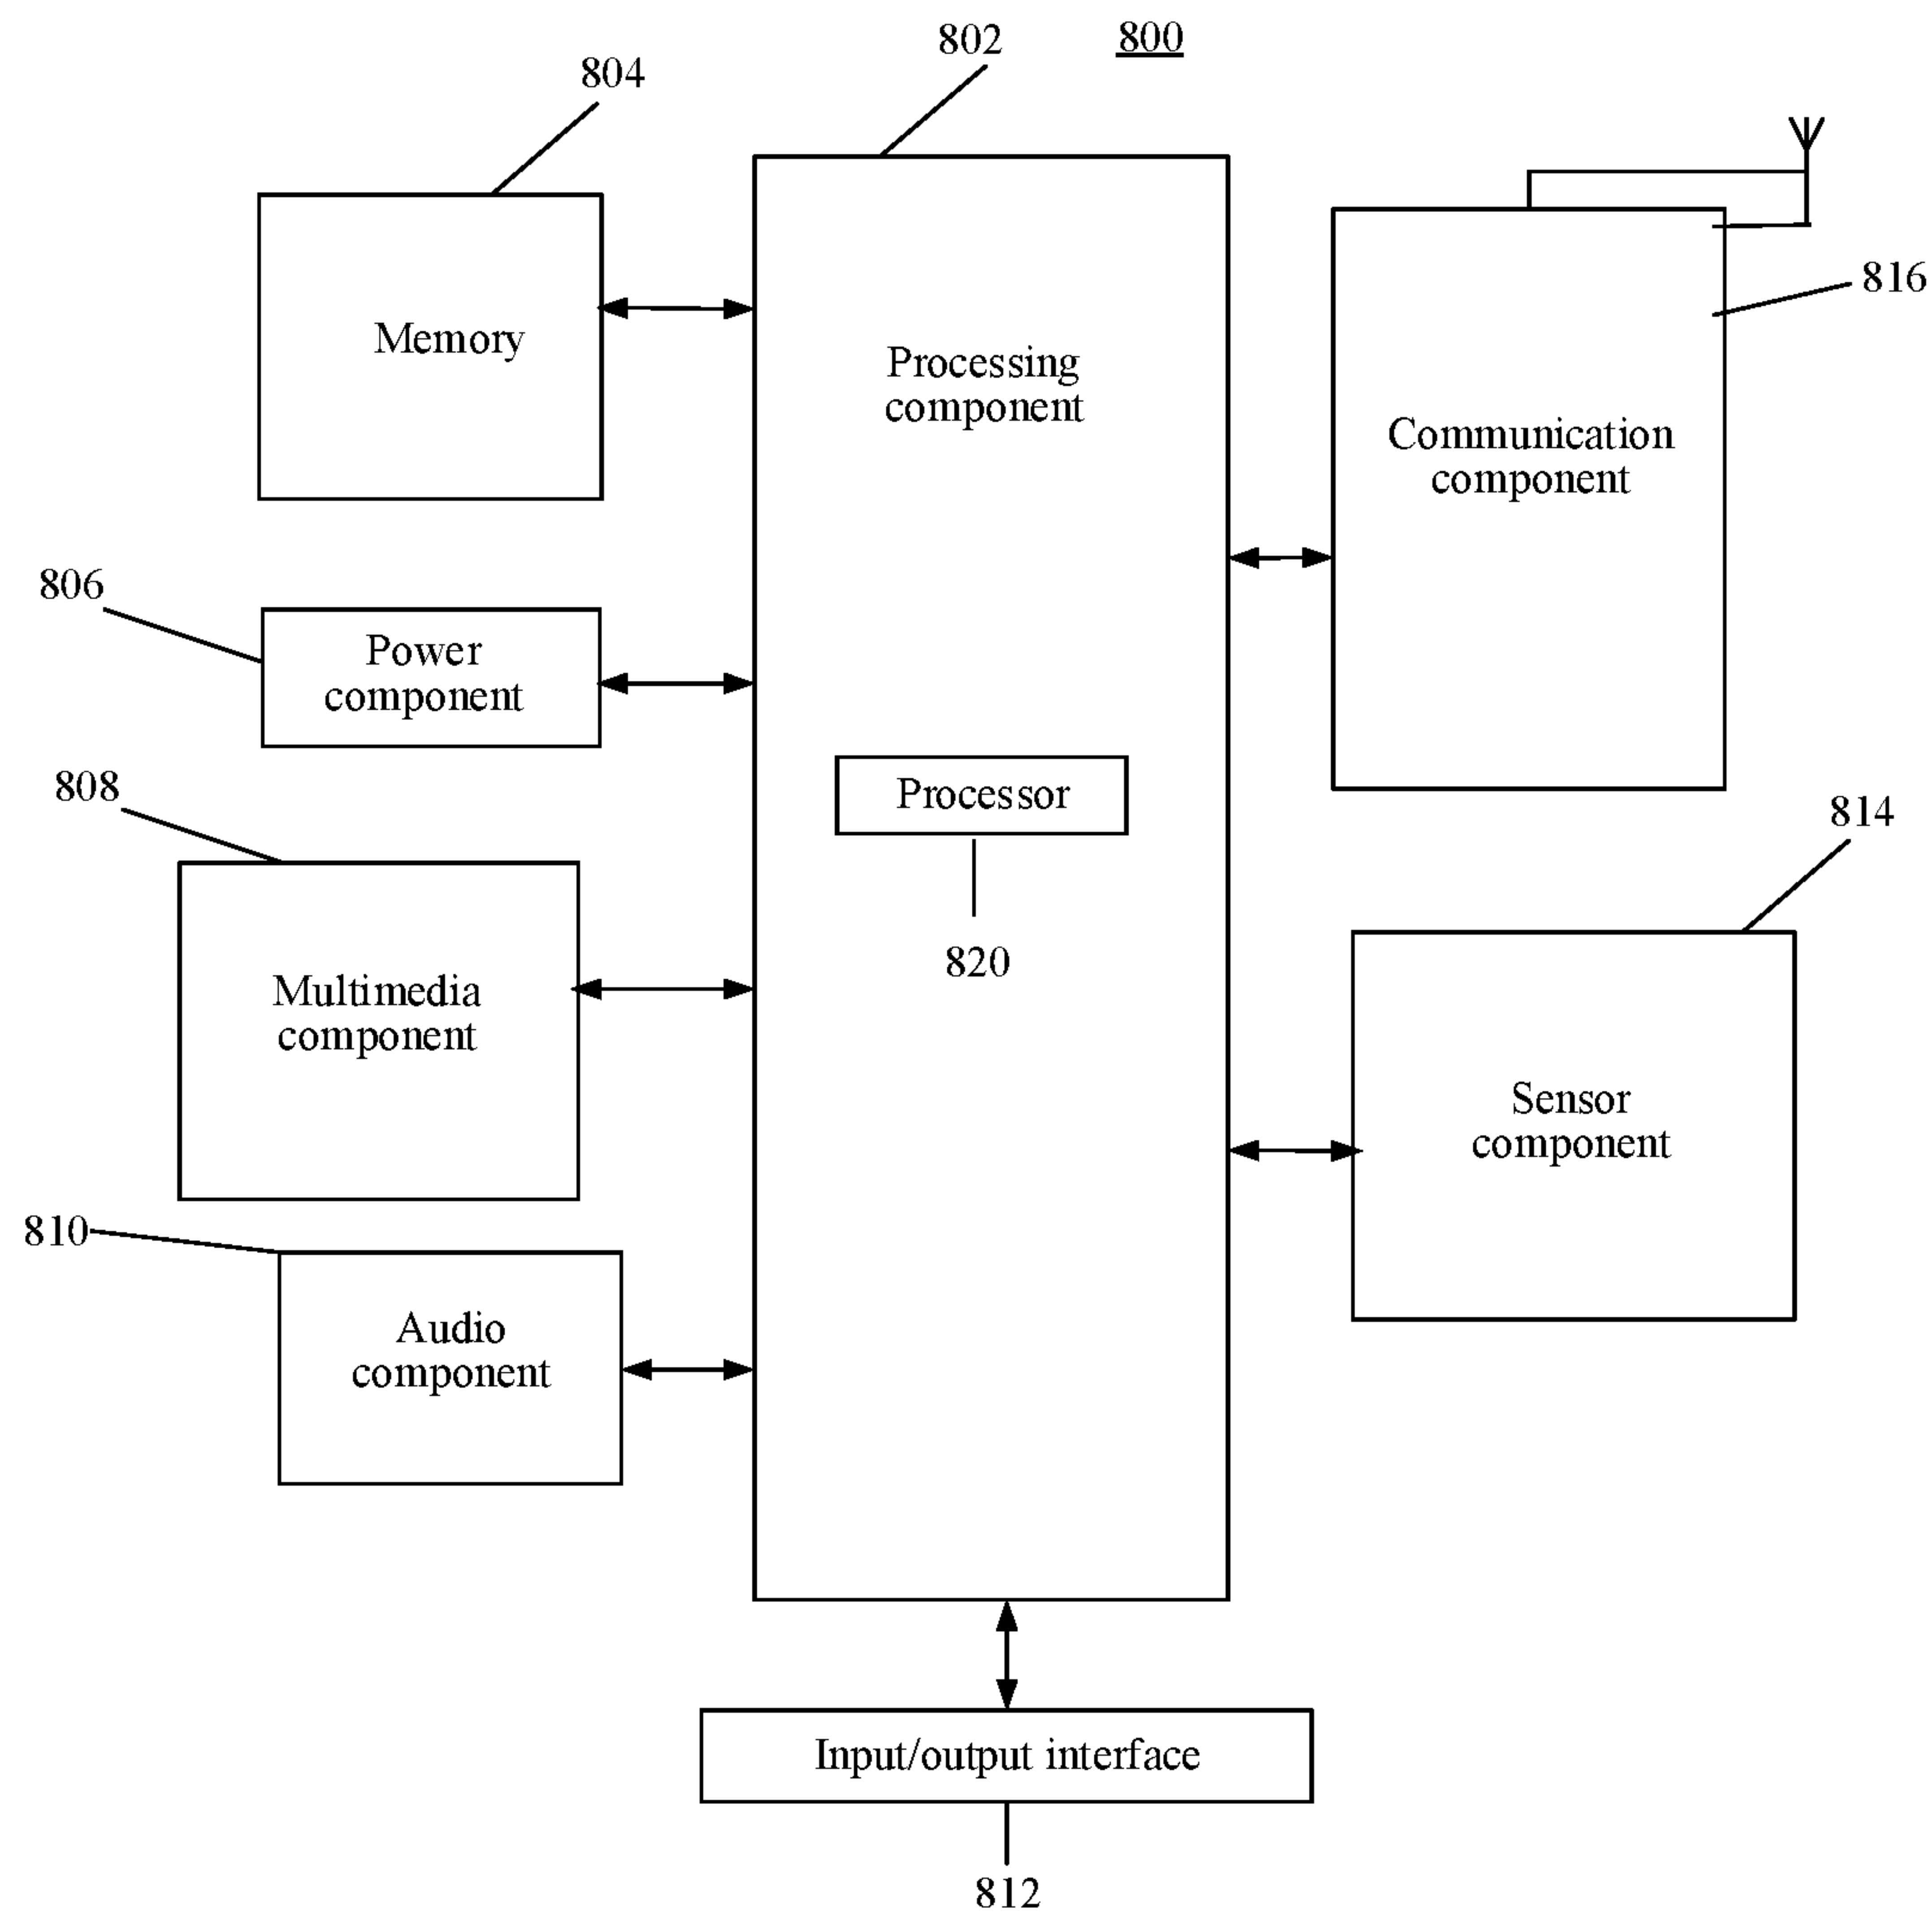 802
800
804
Memory
Processing
component
816
Communication
component
806
Power
component
808
Processor
814
820
Multimedia
component
Sensor
component
810
Audio
component
Input/output interface
812